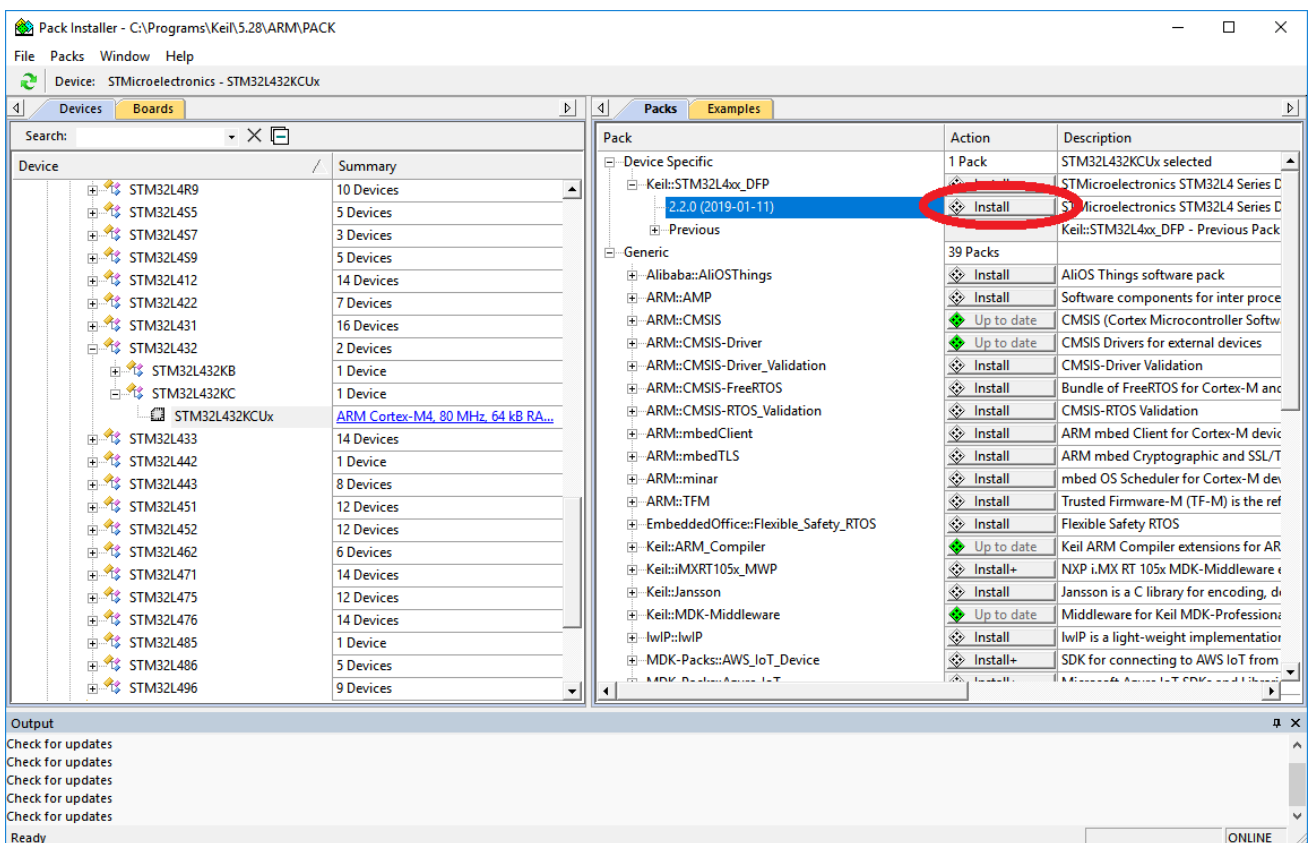 Pack Installer - C:\Programs\Keil\5.28\ARM\PACK
File Packs Window Help
Device: STMicroelectronics - STM32L432KCUx
Devices Boards
Search:
Device Summary
STM32L4R9 10 Devices
STM32L4S5 5 Devices
STM32L4S7 3 Devices
STM32L4S9 5 Devices
STM32L412 14 Devices
STM32L422 7 Devices
STM32L431 16 Devices
STM32L432 2 Devices
STM32L432KB 1 Device
STM32L432KC 1 Device
STM32L432KCUx ARM Cortex-M4, 80 MHz, 64 kB RA...
STM32L433 14 Devices
STM32L442 1 Device
STM32L443 8 Devices
STM32L451 12 Devices
STM32L452 12 Devices
STM32L462 6 Devices
STM32L471 14 Devices
STM32L475 12 Devices
STM32L476 14 Devices
STM32L485 1 Device
STM32L486 5 Devices
STM32L496 9 Devices
Packs Examples
Pack Action Description
Device Specific 1 Pack STM32L432KCUx selected
Keil::STM32L4xx_DFP STMicroelectronics STM32L4 Series D
2.2.0 (2019-01-11) Install STMicroelectronics STM32L4 Series D
Previous Keil::STM32L4xx_DFP - Previous Pack
Generic 39 Packs
Alibaba::AliOSThings Install AliOS Things software pack
ARM::AMP Install Software components for inter proce
ARM::CMSIS Up to date CMSIS (Cortex Microcontroller Softw
ARM::CMSIS-Driver Up to date CMSIS Drivers for external devices
ARM::CMSIS-Driver_Validation Install CMSIS-Driver Validation
ARM::CMSIS-FreeRTOS Install Bundle of FreeRTOS for Cortex-M and
ARM::CMSIS-RTOS_Validation Install CMSIS-RTOS Validation
ARM::mbedClient Install ARM mbed Client for Cortex-M devic
ARM::mbedTLS Install ARM mbed Cryptographic and SSL/T
ARM::minar Install mbed OS Scheduler for Cortex-M dev
ARM::TFM Install Trusted Firmware-M (TF-M) is the ref
EmbeddedOffice::Flexible_Safety_RTOS Install Flexible Safety RTOS
Keil::ARM_Compiler Up to date Keil ARM Compiler extensions for AR
Keil::iMXRT105x_MWP Install+ NXP i.MX RT 105x MDK-Middleware e
Keil::Jansson Install Jansson is a C library for encoding, d
Keil::MDK-Middleware Up to date Middleware for Keil MDK-Professiona
lwIP::lwIP Install lwIP is a light-weight implementation
MDK-Packs::AWS_IoT_Device Install+ SDK for connecting to AWS IoT from
Output
Check for updates
Check for updates
Check for updates
Check for updates
Check for updates
Ready ONLINE